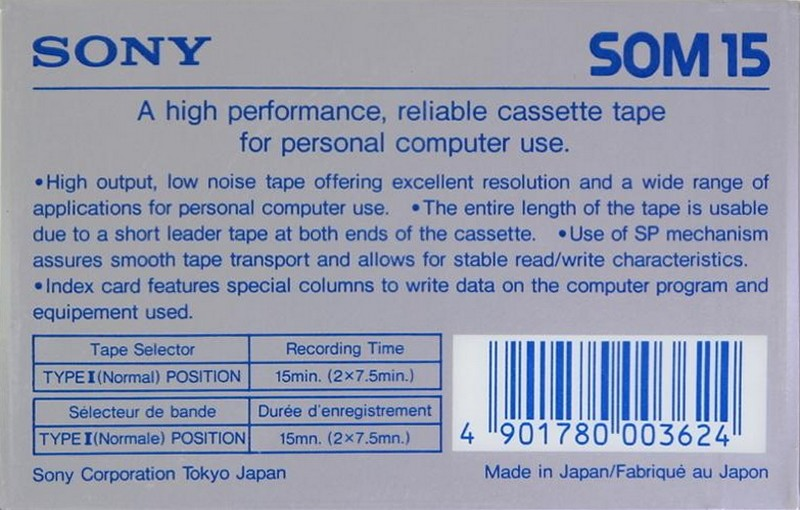 SONY SOM 15
A high performance, reliable cassette tape
for personal computer use.
•High output, low noise tape offering excellent resolution and a wide range of
applications for personal computer use. •The entire length of the tape is usable
due to a short leader tape at both ends of the cassette. •Use of SP mechanism
assures smooth tape transport and allows for stable read/write characteristics.
•Index card features special columns to write data on the computer program and
equipement used.
Tape Selector Recording Time
TYPE I (Normal) POSITION 15min. (2×7.5min.)
Sélecteur de bande Durée d'enregistrement
TYPE I (Normale) POSITION 15mn. (2×7.5mn.)
4 901780 003624
Sony Corporation Tokyo Japan Made in Japan/Fabriqué au Japon